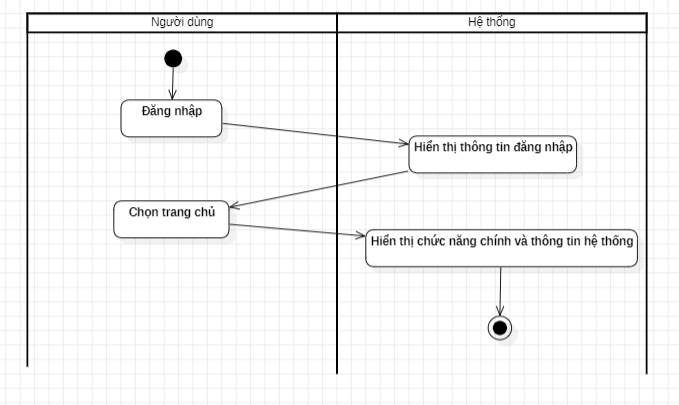 Người dùng
Hệ thống
Đăng nhập
Hiển thị thông tin đăng nhập
Chọn trang chủ
Hiển thị chức năng chính và thông tin hệ thống